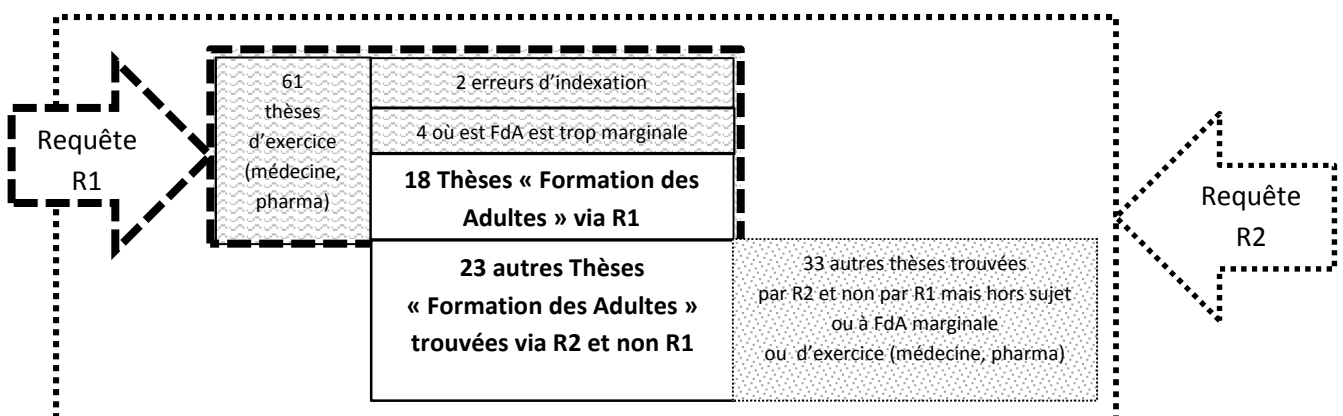 Requête
R1
61
thèses
d'exercice
(médecine,
pharma)
2 erreurs d'indexation
4 où est FdA est trop marginale
18 Thèses « Formation des
Adultes » via R1
23 autres Thèses
« Formation des Adultes »
trouvées via R2 et non R1
33 autres thèses trouvées
par R2 et non par R1 mais hors sujet
ou à FdA marginale
ou d'exercice (médecine, pharma)
Requête
R2